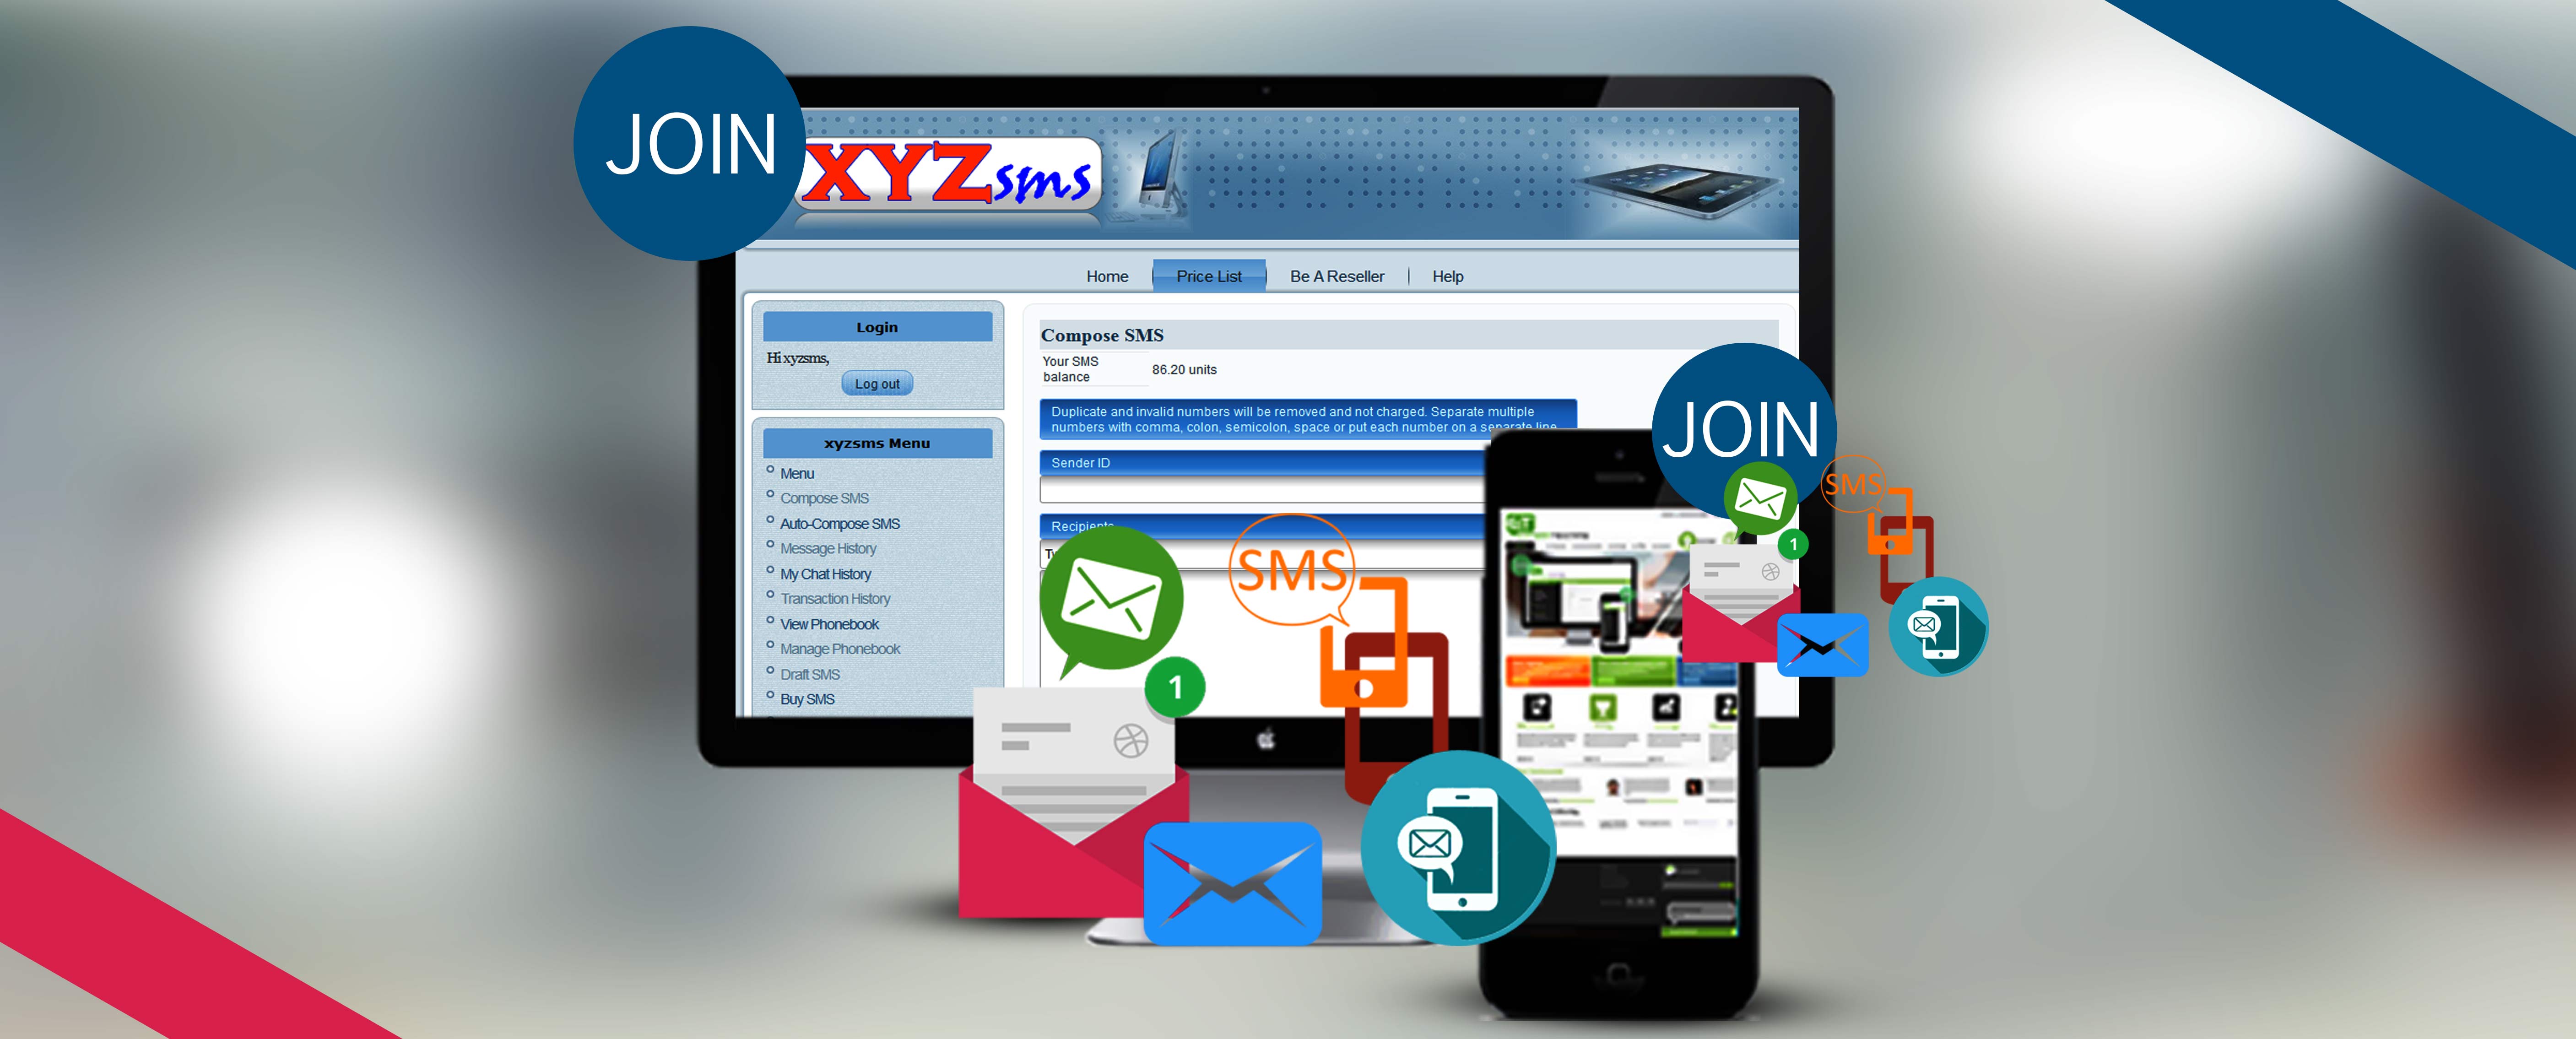 JOIN
XYZsms
Home
Price List
Be A Reseller
Help
Login
Hi xyzsms,
Log out
xyzsms Menu
Menu
Compose SMS
Auto-Compose SMS
Message History
My Chat History
Transaction History
View Phonebook
Manage Phonebook
Draft SMS
Buy SMS
Compose SMS
Your SMS
balance
86.20 units
Duplicate and invalid numbers will be removed and not charged. Separate multiple
numbers with comma, colon, semicolon, space or put each number on a separate line
Sender ID
Recipients
SMS
1
JOIN
SMS
1